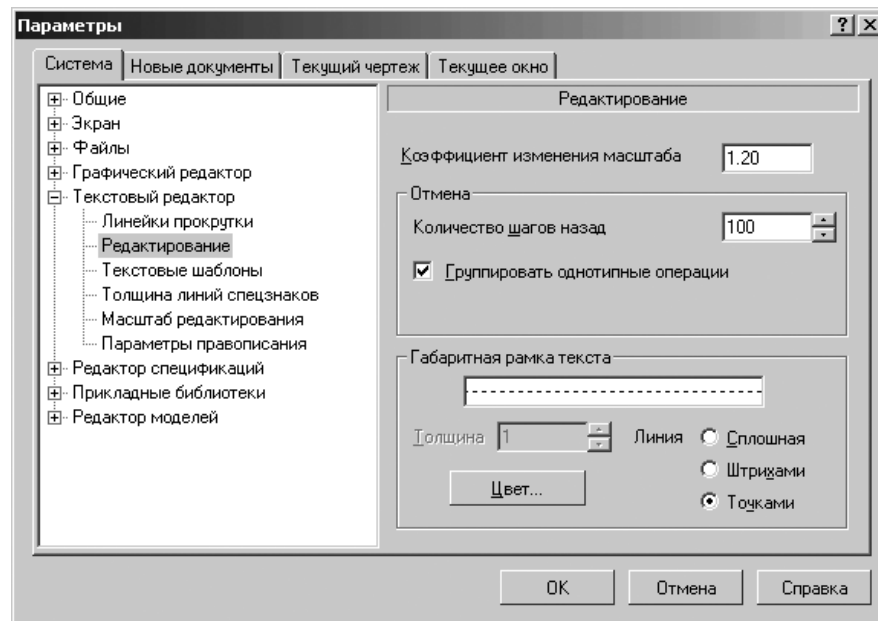 Параметры
Система Новые документы Текущий чертеж Текущее окно
Общие
Экран
Файлы
Графический редактор
Текстовый редактор
Линейки прокрутки
Редактирование
Текстовые шаблоны
Толщина линий спецзнаков
Масштаб редактирования
Параметры правописания
Редактор спецификаций
Прикладные библиотеки
Редактор моделей
Редактирование
Коэффициент изменения масштаба 1.20
Отмена
Количество шагов назад 100
Группировать однотипные операции
Габаритная рамка текста
Толщина 1 Линия Сплошная
Штрихами
Цвет...
Точками
OK Отмена Справка